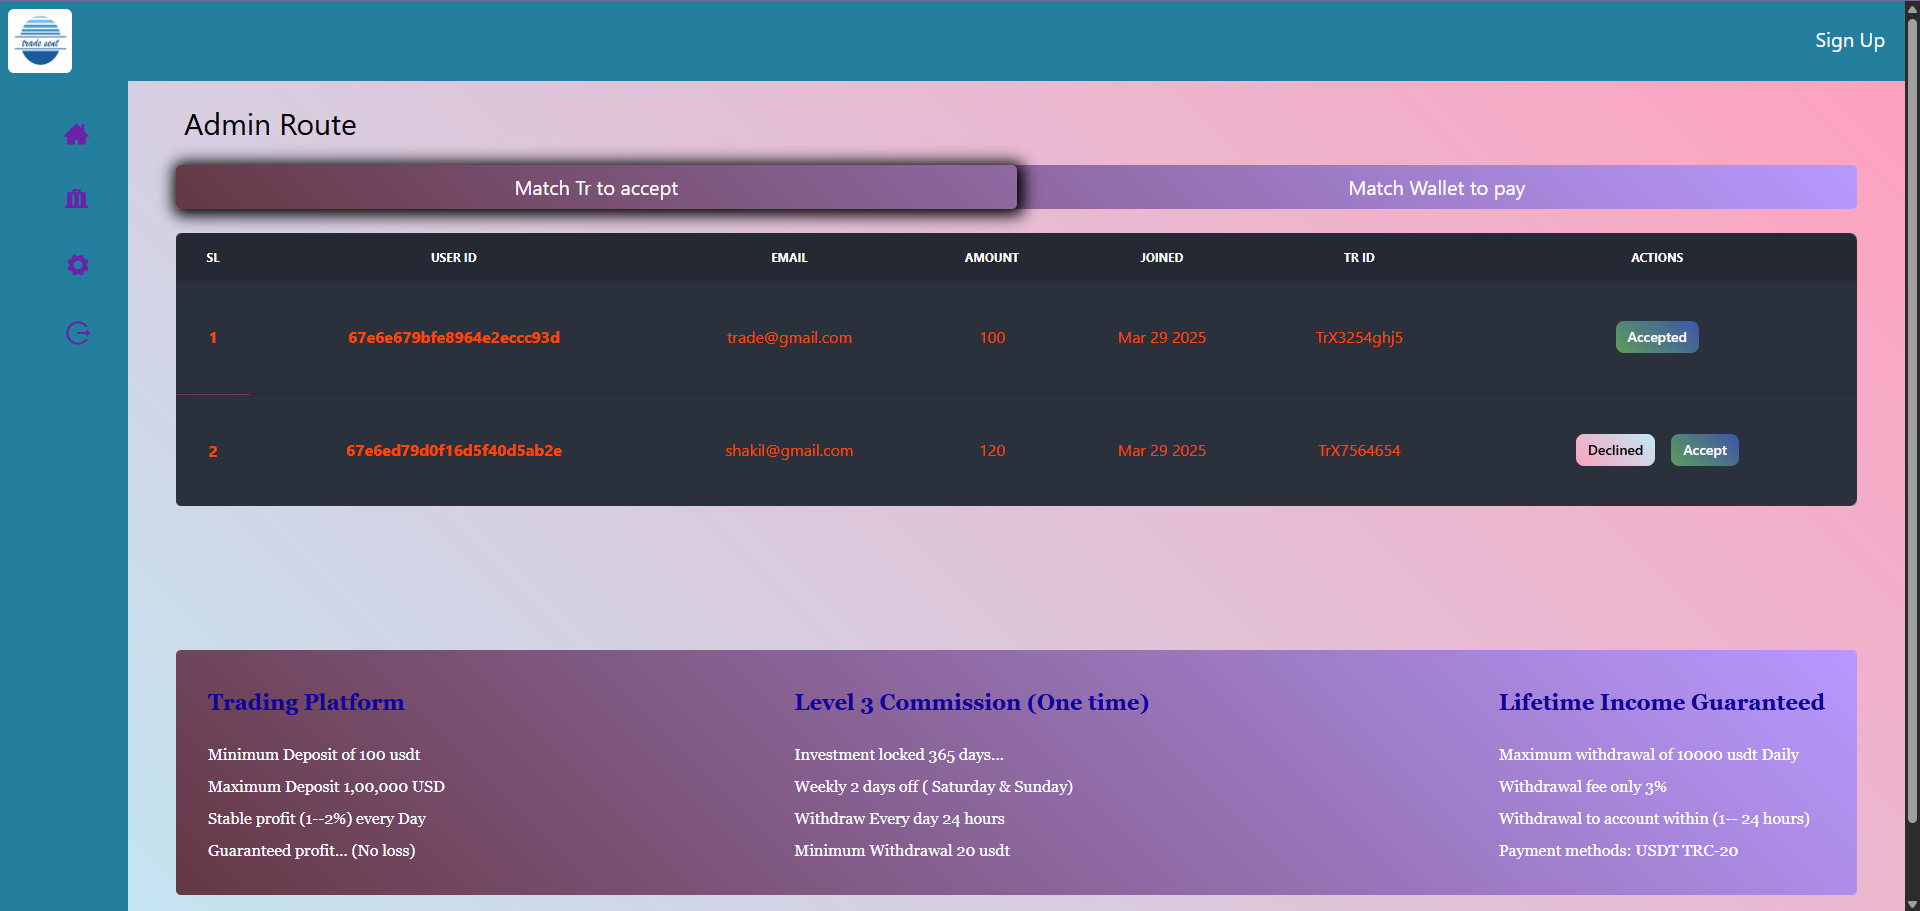 trade sent
Sign Up
Admin Route
Match Tr to accept
Match Wallet to pay
SL USER ID EMAIL AMOUNT JOINED TR ID ACTIONS
1 67e6e679bfe8964e2eccc93d trade@gmail.com 100 Mar 29 2025 TrX3254ghj5 Accepted
2 67e6ed79d0f16d5f40d5ab2e shakil@gmail.com 120 Mar 29 2025 TrX7564654 Declined Accept
Trading Platform
Minimum Deposit of 100 usdt
Maximum Deposit 1,00,000 USD
Stable profit (1--2%) every Day
Guaranteed profit... (No loss)
Level 3 Commission (One time)
Investment locked 365 days...
Weekly 2 days off ( Saturday & Sunday)
Withdraw Every day 24 hours
Minimum Withdrawal 20 usdt
Lifetime Income Guaranteed
Maximum withdrawal of 10000 usdt Daily
Withdrawal fee only 3%
Withdrawal to account within (1-- 24 hours)
Payment methods: USDT TRC-20